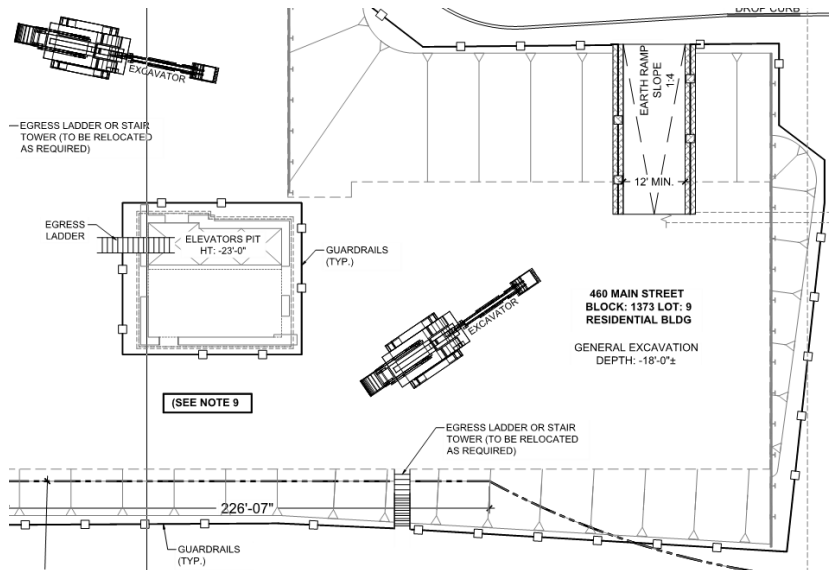 DROP CURB
EXCAVATOR
EARTH RAMP
SLOPE
1:4
EGRESS LADDER OR STAIR
TOWER (TO BE RELOCATED
AS REQUIRED)
12' MIN.
EGRESS
LADDER
ELEVATORS PIT
HT: -23'-0"
GUARDRAILS
(TYP.)
EXCAVATOR
460 MAIN STREET
BLOCK: 1373 LOT: 9
RESIDENTIAL BLDG
GENERAL EXCAVATION
DEPTH: -18'-0"±
(SEE NOTE 9
EGRESS LADDER OR STAIR
TOWER (TO BE RELOCATED
AS REQUIRED)
226'-07"
GUARDRAILS
(TYP.)